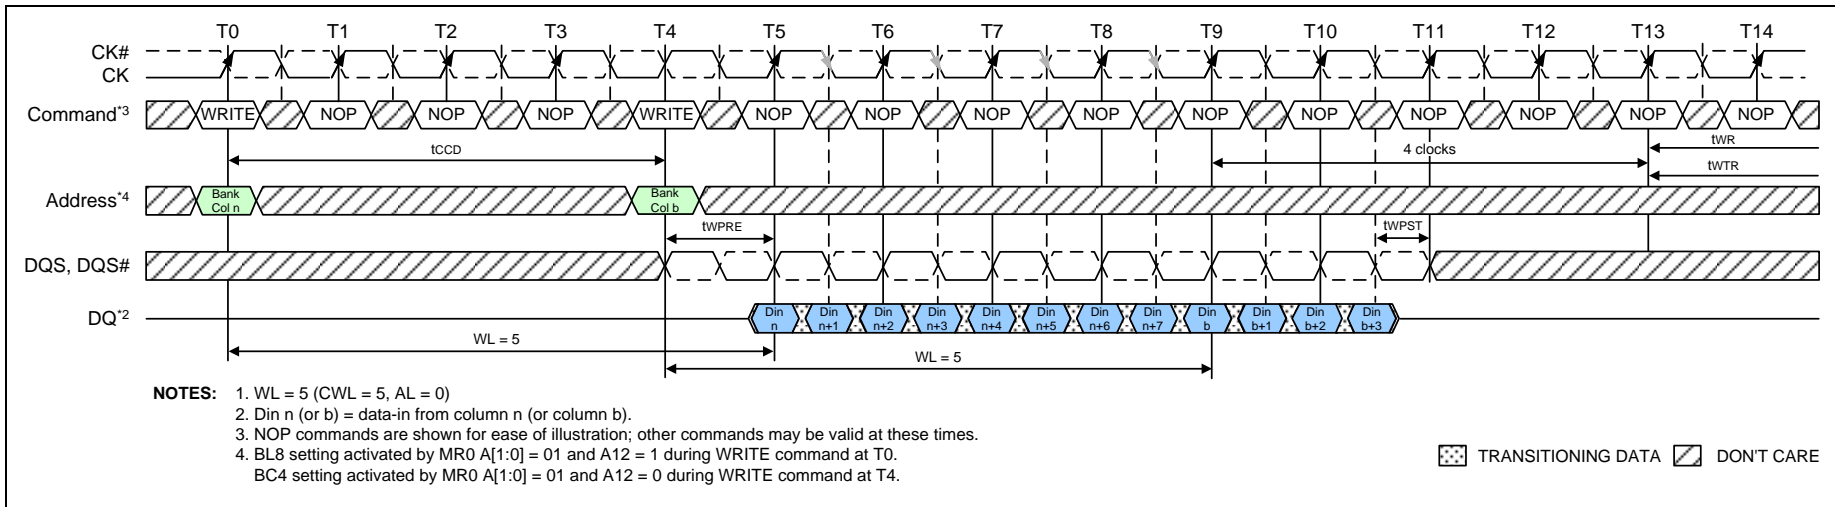 T0 T1 T2 T3 T4 T5 T6 T7 T8 T9 T10 T11 T12 T13 T14
CK#
CK
Command*3 WRITE NOP NOP NOP WRITE NOP NOP NOP NOP NOP NOP NOP NOP NOP NOP
tCCD 4 clocks tWR
tWTR
Address*4 Bank Col n Bank Col b
tWPRE tWPST
DQS, DQS#
DQ*2 Din n Din n+1 Din n+2 Din n+3 Din n+4 Din n+5 Din n+6 Din n+7 Din b Din b+1 Din b+2 Din b+3
WL = 5
WL = 5
NOTES: 1. WL = 5 (CWL = 5, AL = 0)
2. Din n (or b) = data-in from column n (or column b).
3. NOP commands are shown for ease of illustration; other commands may be valid at these times.
4. BL8 setting activated by MR0 A[1:0] = 01 and A12 = 1 during WRITE command at T0.
BC4 setting activated by MR0 A[1:0] = 01 and A12 = 0 during WRITE command at T4.
TRANSITIONING DATA DON'T CARE